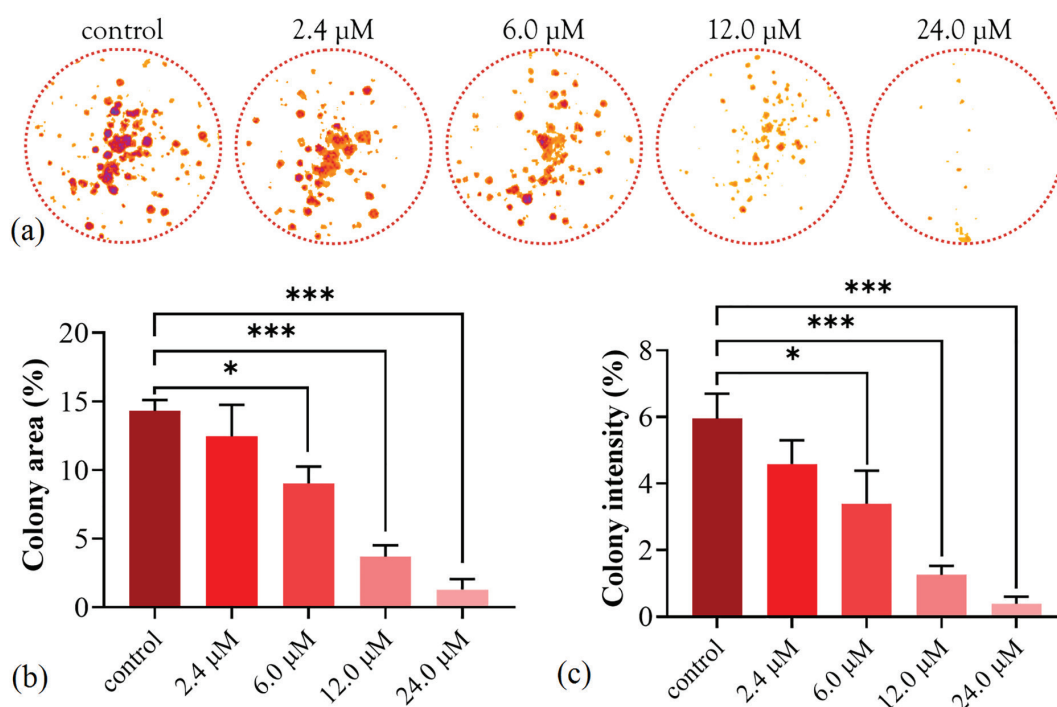 control 2.4 µM 6.0 µM 12.0 µM 24.0 µM
(a)
***
***
*
Colony area (%)
20
15
10
5
0
control 2.4 µM 6.0 µM 12.0 µM 24.0 µM
(b)
***
***
*
Colony intensity (%)
8
6
4
2
0
control 2.4 µM 6.0 µM 12.0 µM 24.0 µM
(c)